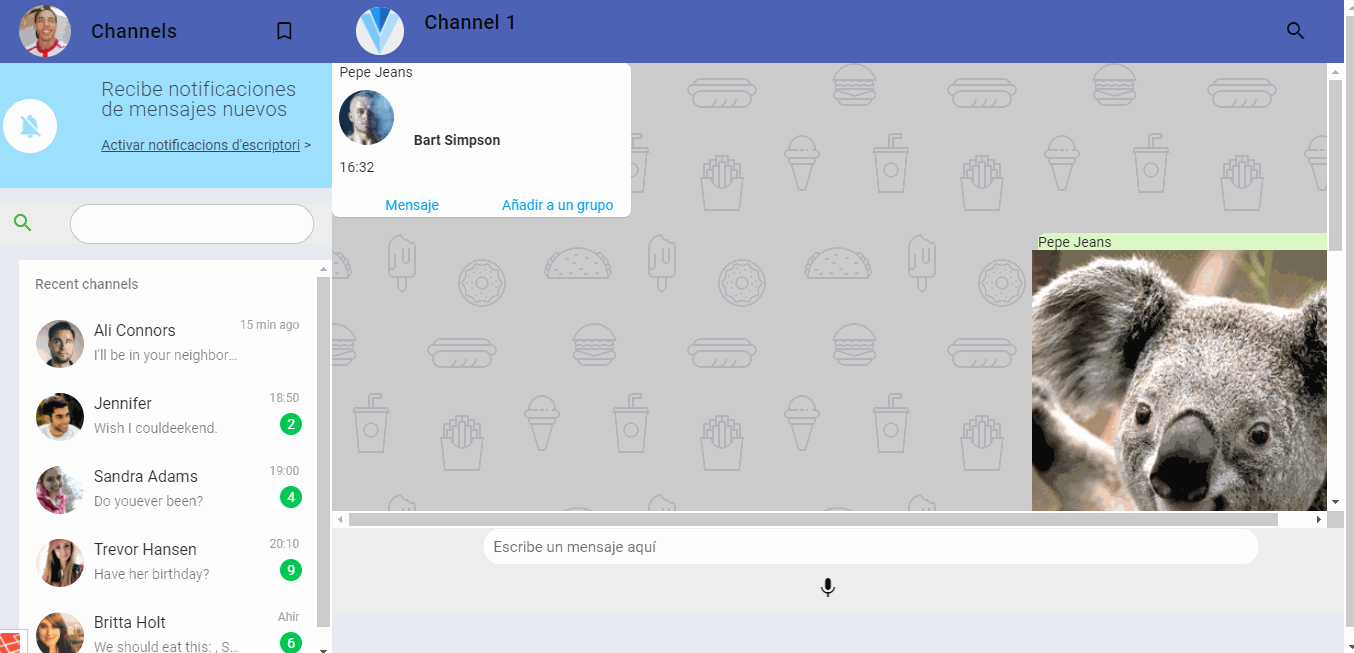 Channels
Channel 1
Recibe notificaciones
de mensajes nuevos
Activar notificacions d'escriptori >
Recent channels
Ali Connors
15 min ago
I'll be in your neighbor...
Jennifer
18:50
Wish I couldeekend.
2
Sandra Adams
19:00
Do youever been?
4
Trevor Hansen
20:10
Have her birthday?
9
Britta Holt
Ahir
We should eat this: , S...
6
Pepe Jeans
Bart Simpson
16:32
Mensaje
Añadir a un grupo
Pepe Jeans
Escribe un mensaje aquí